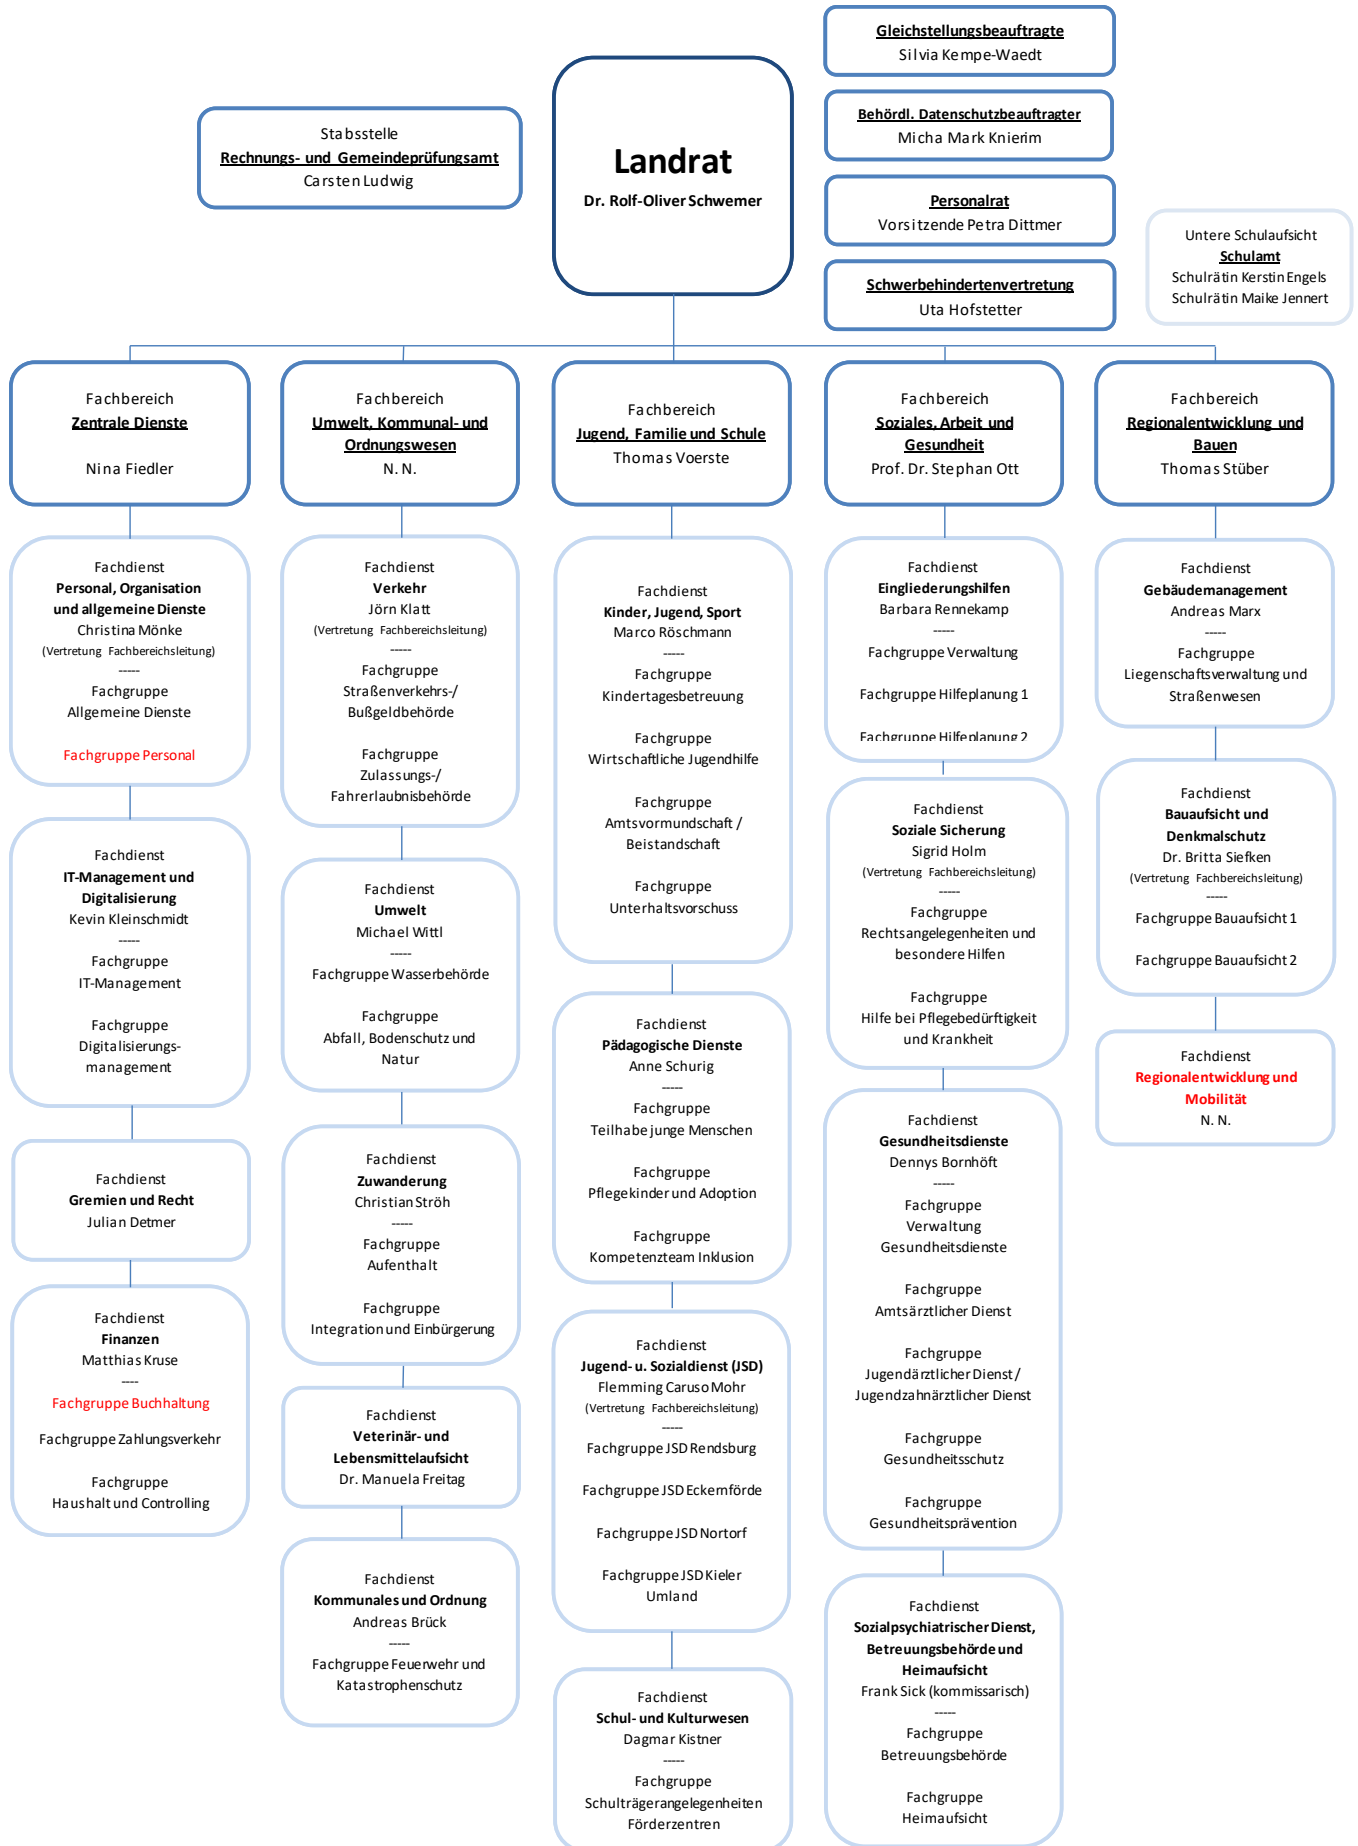 Gleichstellungsbeauftragte
Silvia Kempe-Waedt
Behördl. Datenschutzbeauftragter
Micha Mark Knierim
Stabsstelle
Rechnungs- und Gemeindeprüfungsamt
Carsten Ludwig
Landrat
Dr. Rolf-Oliver Schwemer
Personalrat
Vorsitzende Petra Dittmer
Schwerbehindertenvertretung
Uta Hofstetter
Untere Schulaufsicht
Schulamt
Schulrätin Kerstin Engels
Schulrätin Maike Jennert
Fachbereich
Zentrale Dienste
Nina Fiedler
Fachbereich
Umwelt, Kommunal- und
Ordnungswesen
N. N.
Fachbereich
Jugend, Familie und Schule
Thomas Voerste
Fachbereich
Soziales, Arbeit und
Gesundheit
Prof. Dr. Stephan Ott
Fachbereich
Regionalentwicklung und
Bauen
Thomas Stüber
Fachdienst
Personal, Organisation
und allgemeine Dienste
Christina Mönke
(Vertretung Fachbereichsleitung)
-----
Fachgruppe
Allgemeine Dienste
Fachgruppe Personal
Fachdienst
IT-Management und
Digitalisierung
Kevin Kleinschmidt
-----
Fachgruppe
IT-Management
Fachgruppe
Digitalisierungs-
management
Fachdienst
Gremien und Recht
Julian Detmer
Fachdienst
Finanzen
Matthias Kruse
----
Fachgruppe Buchhaltung
Fachgruppe Zahlungsverkehr
Fachgruppe
Haushalt und Controlling
Fachdienst
Verkehr
Jörn Klatt
(Vertretung Fachbereichsleitung)
-----
Fachgruppe
Straßenverkehrs-/
Bußgeldbehörde
Fachgruppe
Zulassungs-/
Fahrerlaubnisbehörde
Fachdienst
Umwelt
Michael Wittl
-----
Fachgruppe Wasserbehörde
Fachgruppe
Abfall, Bodenschutz und
Natur
Fachdienst
Zuwanderung
Christian Ströh
-----
Fachgruppe
Aufenthalt
Fachgruppe
Integration und Einbürgerung
Fachdienst
Veterinär- und
Lebensmittelaufsicht
Dr. Manuela Freitag
Fachdienst
Kommunales und Ordnung
Andreas Brück
-----
Fachgruppe Feuerwehr und
Katastrophenschutz
Fachdienst
Kinder, Jugend, Sport
Marco Röschmann
-----
Fachgruppe
Kindertagesbetreuung
Fachgruppe
Wirtschaftliche Jugendhilfe
Fachgruppe
Amtsvormundschaft /
Beistandschaft
Fachgruppe
Unterhaltsvorschuss
Fachdienst
Pädagogische Dienste
Anne Schurig
-----
Fachgruppe
Teilhabe junge Menschen
Fachgruppe
Pflegekinder und Adoption
Fachgruppe
Kompetenzteam Inklusion
Fachdienst
Jugend- u. Sozialdienst (JSD)
Flemming Caruso Mohr
(Vertretung Fachbereichsleitung)
-----
Fachgruppe JSD Rendsburg
Fachgruppe JSD Eckernförde
Fachgruppe JSD Nortorf
Fachgruppe JSD Kieler
Umland
Fachdienst
Schul- und Kulturwesen
Dagmar Kistner
-----
Fachgruppe
Schulträgerangelegenheiten
Förderzentren
Fachdienst
Eingliederungshilfen
Barbara Rennekamp
-----
Fachgruppe Verwaltung
Fachgruppe Hilfeplanung 1
Fachgruppe Hilfeplanung 2
Fachdienst
Soziale Sicherung
Sigrid Holm
(Vertretung Fachbereichsleitung)
-----
Fachgruppe
Rechtsangelegenheiten und
besondere Hilfen
Fachgruppe
Hilfe bei Pflegebedürftigkeit
und Krankheit
Fachdienst
Gesundheitsdienste
Dennys Bornhöft
-----
Fachgruppe
Verwaltung
Gesundheitsdienste
Fachgruppe
Amtsärztlicher Dienst
Fachgruppe
Jugendärztlicher Dienst /
Jugendzahnärztlicher Dienst
Fachgruppe
Gesundheitsschutz
Fachgruppe
Gesundheitsprävention
Fachdienst
Sozialpsychiatrischer Dienst,
Betreuungsbehörde und
Heimaufsicht
Frank Sick (kommissarisch)
-----
Fachgruppe
Betreuungsbehörde
Fachgruppe
Heimaufsicht
Fachdienst
Gebäudemanagement
Andreas Marx
-----
Fachgruppe
Liegenschaftsverwaltung und
Straßenwesen
Fachdienst
Bauaufsicht und
Denkmalschutz
Dr. Britta Siefken
(Vertretung Fachbereichsleitung)
-----
Fachgruppe Bauaufsicht 1
Fachgruppe Bauaufsicht 2
Fachdienst
Regionalentwicklung und
Mobilität
N. N.